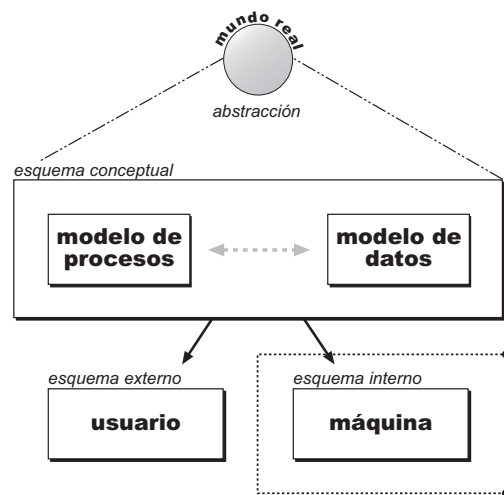 mundo real
abstracción
esquema conceptual
modelo de
procesos
modelo de
datos
esquema externo
usuario
esquema interno
máquina